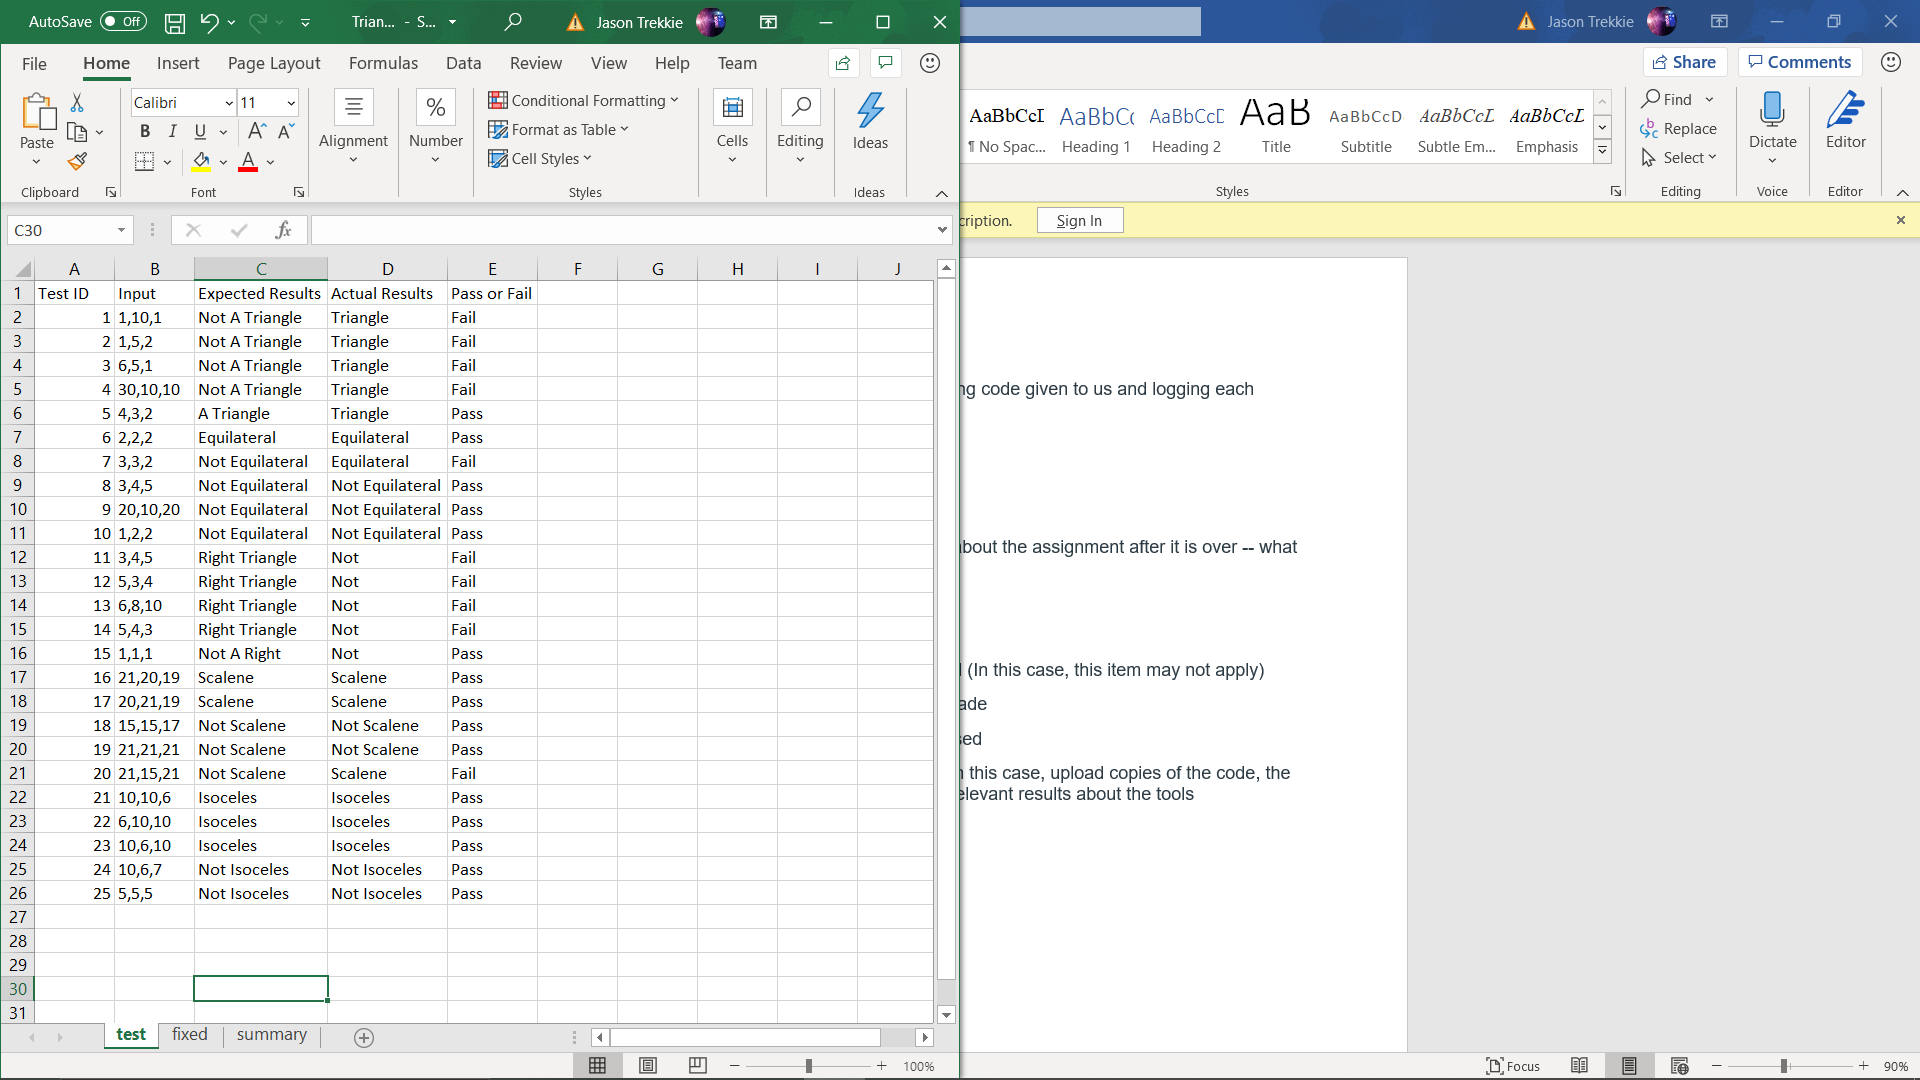 AutoSave Off Trian... - S... Jason Trekkie
File Home Insert Page Layout Formulas Data Review View Help Team
Paste
Clipboard
Calibri 11
B I U A A
A
Font
Alignment
Number
%
Conditional Formatting
Format as Table
Cell Styles
Styles
Cells
Editing
Ideas
Ideas
C30 fx
A B C D E F G H I J
1 Test ID Input Expected Results Actual Results Pass or Fail
2 1 1,10,1 Not A Triangle Triangle Fail
3 2 1,5,2 Not A Triangle Triangle Fail
4 3 6,5,1 Not A Triangle Triangle Fail
5 4 30,10,10 Not A Triangle Triangle Fail
6 5 4,3,2 A Triangle Triangle Pass
7 6 2,2,2 Equilateral Equilateral Pass
8 7 3,3,2 Not Equilateral Equilateral Fail
9 8 3,4,5 Not Equilateral Not Equilateral Pass
10 9 20,10,20 Not Equilateral Not Equilateral Pass
11 10 1,2,2 Not Equilateral Not Equilateral Pass
12 11 3,4,5 Right Triangle Not Fail
13 12 5,3,4 Right Triangle Not Fail
14 13 6,8,10 Right Triangle Not Fail
15 14 5,4,3 Right Triangle Not Fail
16 15 1,1,1 Not A Right Not Pass
17 16 21,20,19 Scalene Scalene Pass
18 17 20,21,19 Scalene Scalene Pass
19 18 15,15,17 Not Scalene Not Scalene Pass
20 19 21,21,21 Not Scalene Not Scalene Pass
21 20 21,15,21 Not Scalene Scalene Fail
22 21 10,10,6 Isoceles Isoceles Pass
23 22 6,10,10 Isoceles Isoceles Pass
24 23 10,6,10 Isoceles Isoceles Pass
25 24 10,6,7 Not Isoceles Not Isoceles Pass
26 25 5,5,5 Not Isoceles Not Isoceles Pass
27
28
29
30
31
test fixed summary
100%
Jason Trekkie
Share Comments
AaBbCcI AaBbC AaBbCcD AaB AaBbCcD AaBbCcL AaBbCcL
¶ No Spac... Heading 1 Heading 2 Title Subtitle Subtle Em... Emphasis
Styles
Find
Replace
Select
Editing
Dictate
Voice
Editor
Editor
cription. Sign In
ng code given to us and logging each
about the assignment after it is over -- what
(In this case, this item may not apply)
ade
sed
n this case, upload copies of the code, the
elevant results about the tools
Focus 90%